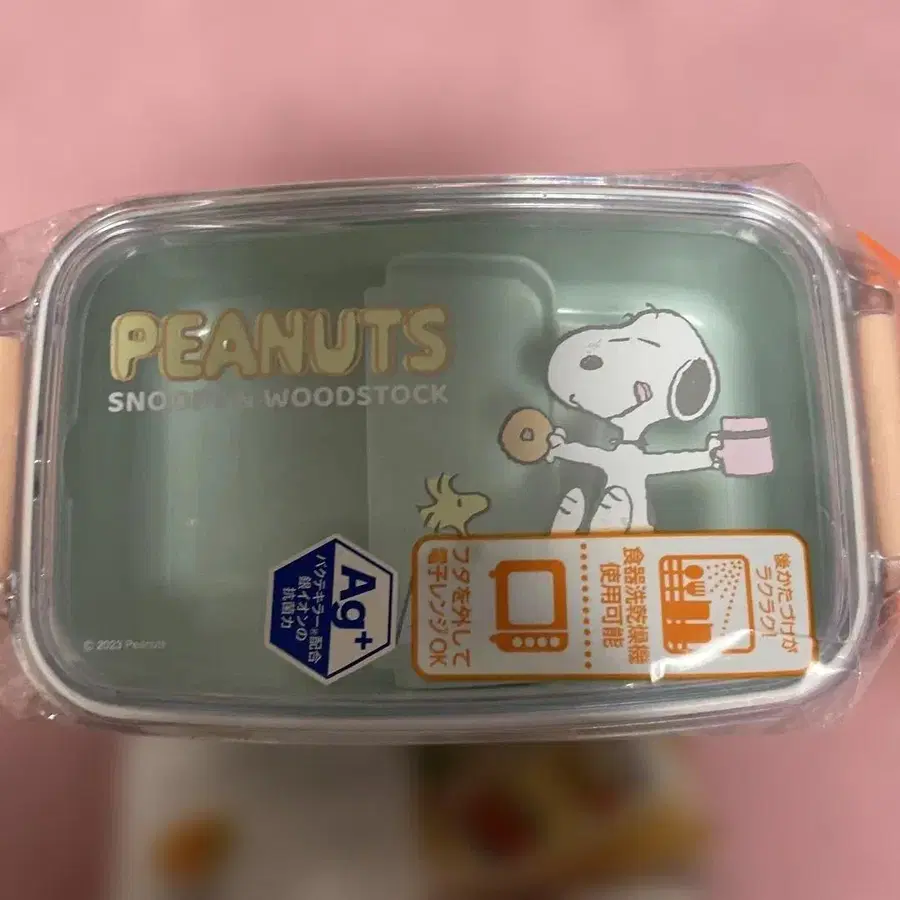 PEANUTS
SNOOPY & WOODSTOCK
Ag+
バクテキラー®配合
銀イオンの
抗菌力
フタを外して
電子レンジOK
食器洗乾燥機
使用可能
後かたづけが
ラクラク!
© 2023 Peanuts